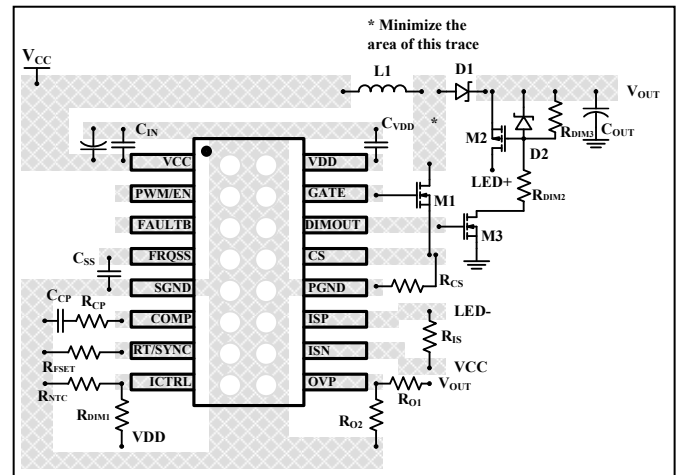 * Minimize the
area of this trace
VCC
L1
D1
VOUT
CIN
CVDD
*
M2
RDIM3
COUT
D2
VCC
VDD
LED+
PWM/EN
GATE
M1
RDIM2
FAULTB
DIMOUT
M3
CSS
FRQSS
CS
SGND
PGND
RCS
CCP
RCP
COMP
ISP
LED-
RIS
RFSET
RT/SYNC
ISN
VCC
RNTC
ICTRL
OVP
RO1
VOUT
RDIM1
VDD
RO2